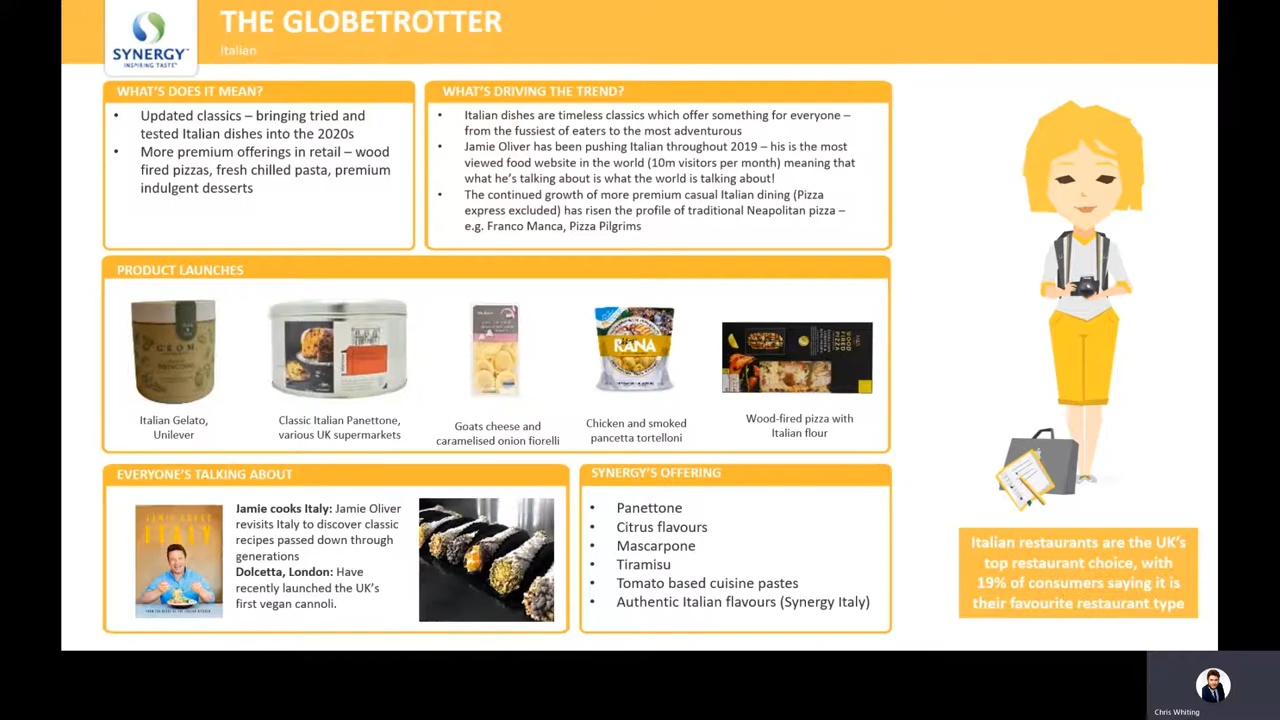 THE GLOBETROTTER
Italian
SYNERGY™
INSPIRING TASTE™
WHAT'S DOES IT MEAN?
• Updated classics – bringing tried and
tested Italian dishes into the 2020s
• More premium offerings in retail – wood
fired pizzas, fresh chilled pasta, premium
indulgent desserts
WHAT'S DRIVING THE TREND?
• Italian dishes are timeless classics which offer something for everyone –
from the fussiest of eaters to the most adventurous
• Jamie Oliver has been pushing Italian throughout 2019 – his is the most
viewed food website in the world (10m visitors per month) meaning that
what he's talking about is what the world is talking about!
• The continued growth of more premium casual Italian dining (Pizza
express excluded) has risen the profile of traditional Neapolitan pizza –
e.g. Franco Manca, Pizza Pilgrims
PRODUCT LAUNCHES
GROM
RANA
WOOD
FIRED
PIZZA
Italian Gelato,
Unilever
Classic Italian Panettone,
various UK supermarkets
Goats cheese and
caramelised onion fiorelli
Chicken and smoked
pancetta tortelloni
Wood-fired pizza with
Italian flour
EVERYONE'S TALKING ABOUT
JAMIE COOKS
ITALY
Jamie cooks Italy: Jamie Oliver
revisits Italy to discover classic
recipes passed down through
generations
Dolcetta, London: Have
recently launched the UK's
first vegan cannoli.
SYNERGY'S OFFERING
• Panettone
• Citrus flavours
• Mascarpone
• Tiramisu
• Tomato based cuisine pastes
• Authentic Italian flavours (Synergy Italy)
Italian restaurants are the UK's
top restaurant choice, with
19% of consumers saying it is
their favourite restaurant type
Chris Whiting